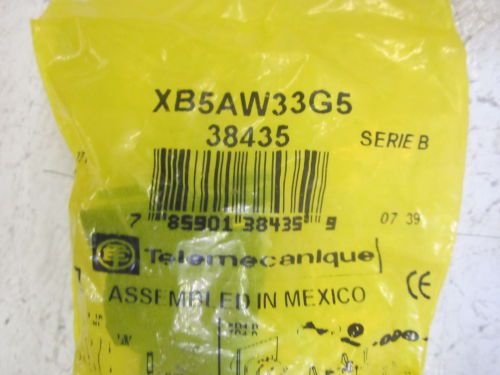 XB5AW33G5
38435
SERIE B
7 85901 38435 9
07 39
Telemecanique
ASSEMBLED IN MEXICO CE